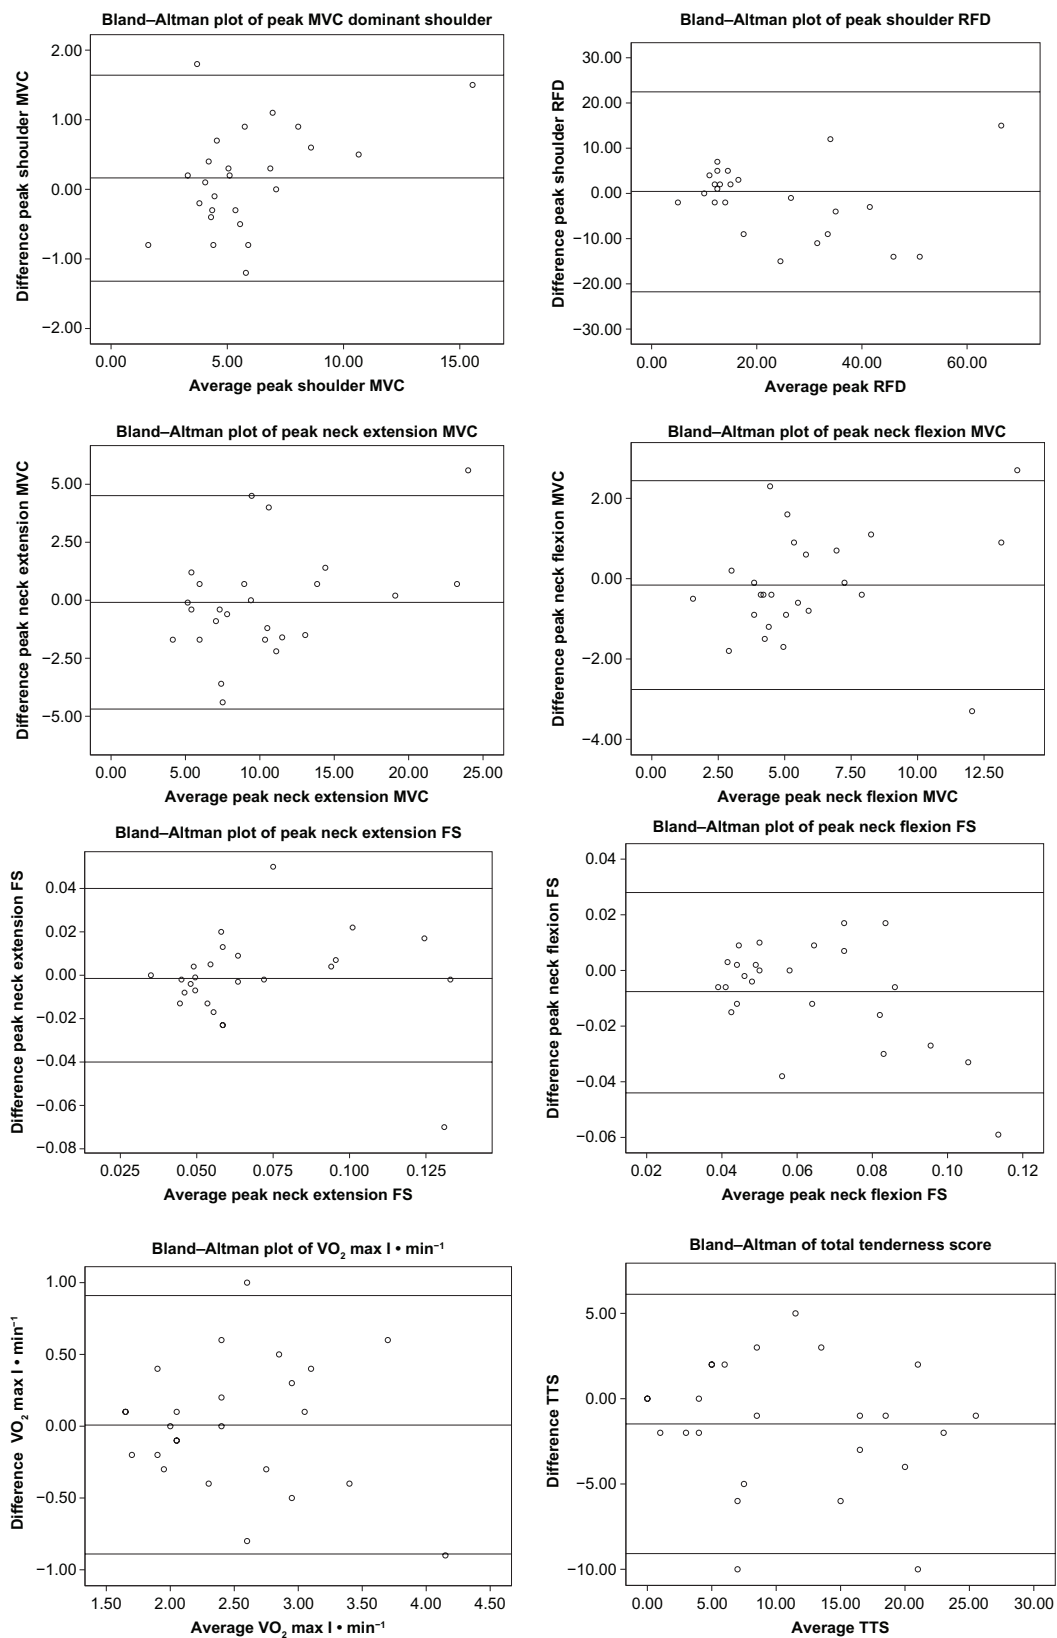 Bland–Altman plot of peak MVC dominant shoulder
Difference peak shoulder MVC
2.00
1.00
0.00
−1.00
−2.00
0.00 5.00 10.00 15.00
Average peak shoulder MVC
Bland–Altman plot of peak shoulder RFD
Difference peak shoulder RFD
30.00
20.00
10.00
0.00
−10.00
−20.00
−30.00
0.00 20.00 40.00 60.00
Average peak RFD
Bland–Altman plot of peak neck extension MVC
Difference peak neck extension MVC
5.00
2.50
0.00
−2.50
−5.00
0.00 5.00 10.00 15.00 20.00 25.00
Average peak neck extension MVC
Bland–Altman plot of peak neck flexion MVC
Difference peak neck flexion MVC
2.00
0.00
−2.00
−4.00
0.00 2.50 5.00 7.50 10.00 12.50
Average peak neck flexion MVC
Bland–Altman plot of peak neck extension FS
Difference peak neck extension FS
0.04
0.02
0.00
−0.02
−0.04
−0.06
−0.08
0.025 0.050 0.075 0.100 0.125
Average peak neck extension FS
Bland–Altman plot of peak neck flexion FS
Difference peak neck flexion FS
0.04
0.02
0.00
−0.02
−0.04
−0.06
0.02 0.04 0.06 0.08 0.10 0.12
Average peak neck flexion FS
Bland–Altman plot of VO₂ max l • min⁻¹
Difference VO₂ max l • min⁻¹
1.00
0.50
0.00
−0.50
−1.00
1.50 2.00 2.50 3.00 3.50 4.00 4.50
Average VO₂ max l • min⁻¹
Bland–Altman of total tenderness score
Difference TTS
5.00
0.00
−5.00
−10.00
0.00 5.00 10.00 15.00 20.00 25.00 30.00
Average TTS